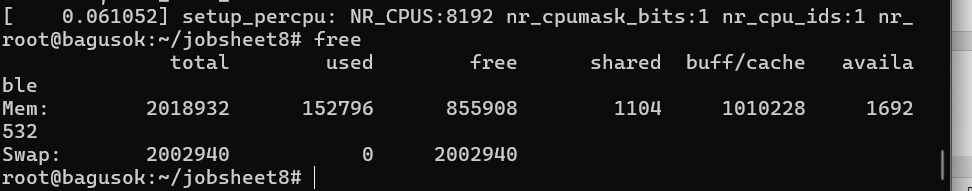 [    0.061052] setup_percpu: NR_CPUS:8192 nr_cpumask_bits:1 nr_cpu_ids:1 nr_
root@bagusok:~/jobsheet8# free
               total        used        free      shared  buff/cache   availa
ble
Mem:         2018932      152796      855908        1104     1010228     1692
532
Swap:        2002940           0     2002940
root@bagusok:~/jobsheet8#